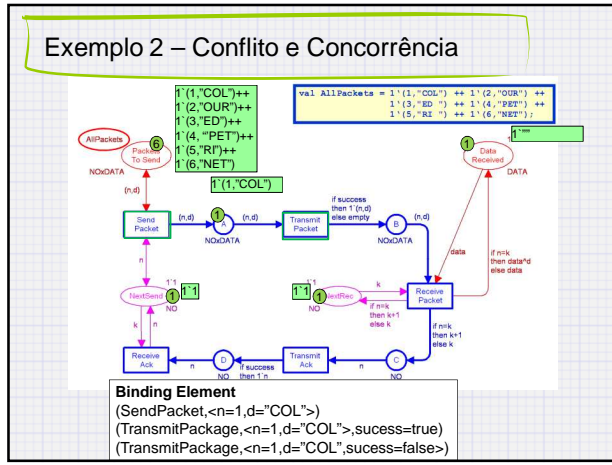 Exemplo 2 – Conflito e Concorrência
1`(1,"COL")++
1`(2,"OUR")++
1`(3,"ED")++
1`(4, "“PET")++
1`(5,"RI")++
1`(6,"NET")
val AllPackets = 1`(1,"COL") ++ 1`(2,"OUR") ++
1`(3,"ED ") ++ 1`(4,"PET") ++
1`(5,"RI ") ++ 1`(6,"NET");
AllPackets
6
Packets
To Send
NOxDATA
1`""
1
Data
Received
DATA
1`(1,"COL")
(n,d)
Send
Packet
(n,d)
1
A
NOxDATA
(n,d)
Transmit
Packet
if success
then 1`(n,d)
else empty
B
NOxDATA
(n,d)
data
if n=k
then data^d
else data
n
1`1
NextSend
1
NO
1`1
1`1
1`1
1
NextRec
NO
k
if n=k
then k+1
else k
Receive
Packet
if n=k
then k+1
else k
k
n
Receive
Ack
n
D
NO
if success
then 1`n
Transmit
Ack
n
C
NO
Binding Element
(SendPacket,<n=1,d="COL">)
(TransmitPackage,<n=1,d="COL">,sucess=true)
(TransmitPackage,<n=1,d="COL",sucess=false>)